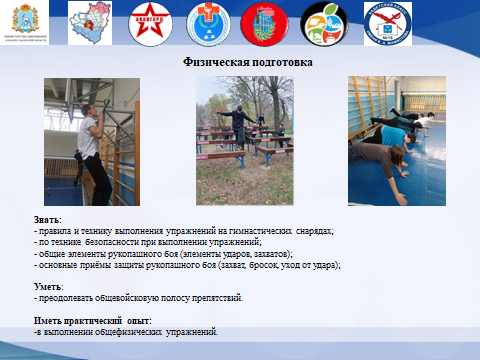 АВАНГАРД
Физическая подготовка
Знать:
- правила и технику выполнения упражнений на гимнастических снарядах;
- по технике безопасности при выполнении упражнений;
- общие элементы рукопашного боя (элементы ударов, захватов);
- основные приёмы защиты рукопашного боя (захват, бросок, уход от удара);
Уметь:
- преодолевать общевойсковую полосу препятствий.
Иметь практический опыт:
-в выполнении общефизических упражнений.